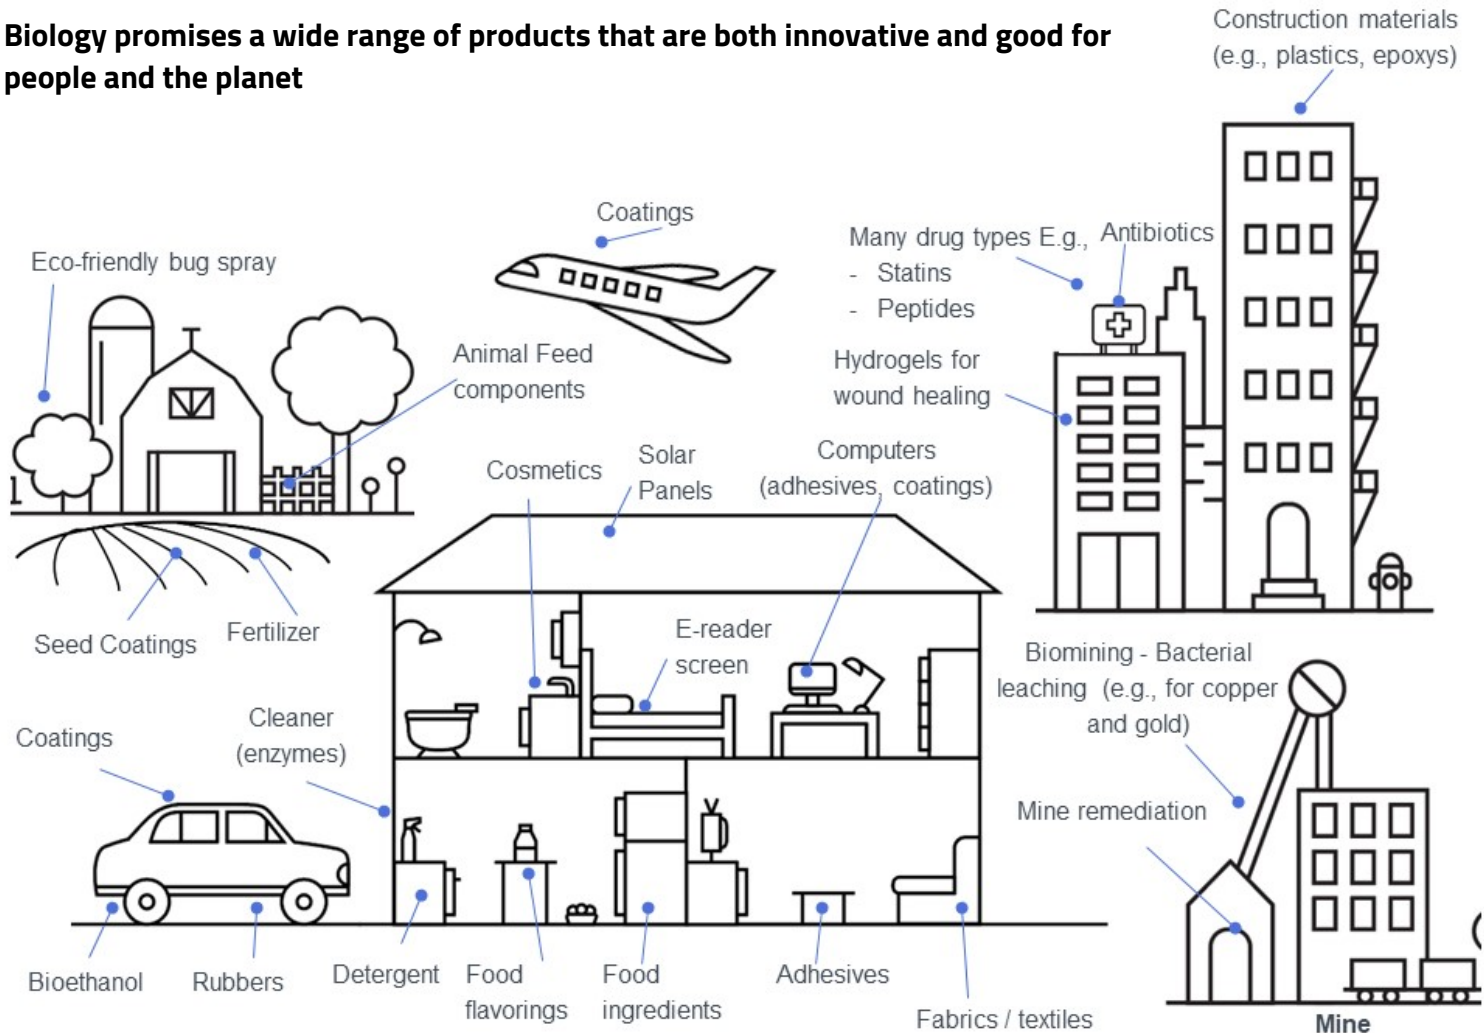 Biology promises a wide range of products that are both innovative and good for
people and the planet
Construction materials
(e.g., plastics, epoxys)
Coatings
Many drug types E.g.,
- Statins
- Peptides
Antibiotics
Eco-friendly bug spray
Animal Feed
components
Hydrogels for
wound healing
Cosmetics
Solar
Panels
Computers
(adhesives, coatings)
Seed Coatings
Fertilizer
E-reader
screen
Biomining - Bacterial
leaching (e.g., for copper
and gold)
Coatings
Cleaner
(enzymes)
Mine remediation
Bioethanol
Rubbers
Detergent
Food
flavorings
Food
ingredients
Adhesives
Fabrics / textiles
Mine